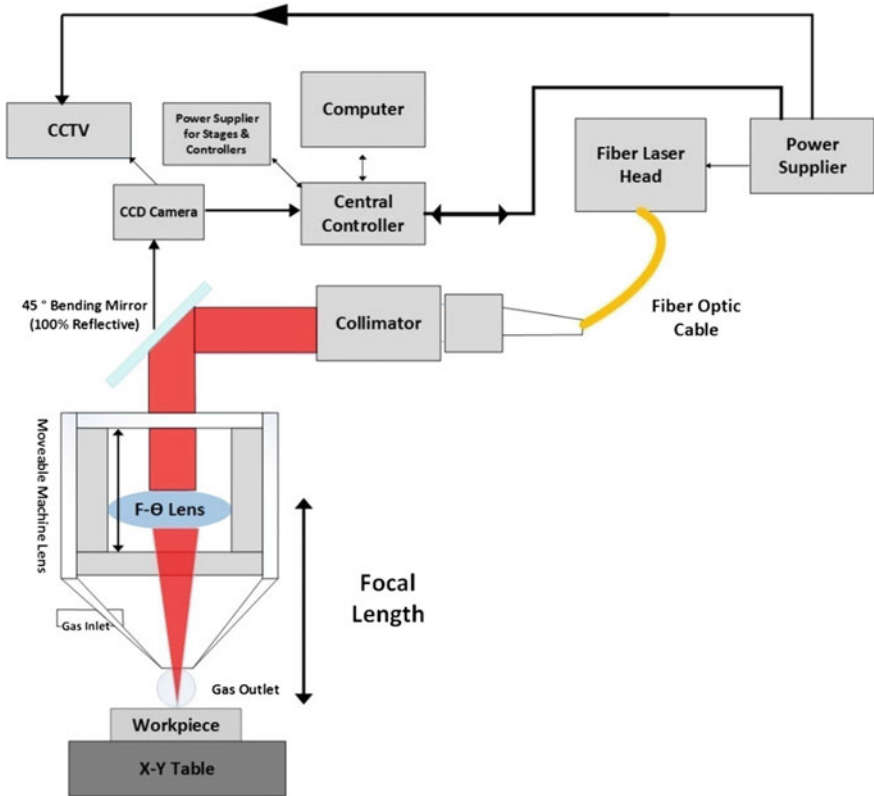 CCTV
Power Supplier
for Stages &
Controllers
Computer
Fiber Laser
Head
Power
Supplier
CCD Camera
Central
Controller
45 ° Bending Mirror
(100% Reflective)
Collimator
Fiber Optic
Cable
Moveable Machine Lens
F-Θ Lens
Focal
Length
Gas Inlet
Gas Outlet
Workpiece
X-Y Table